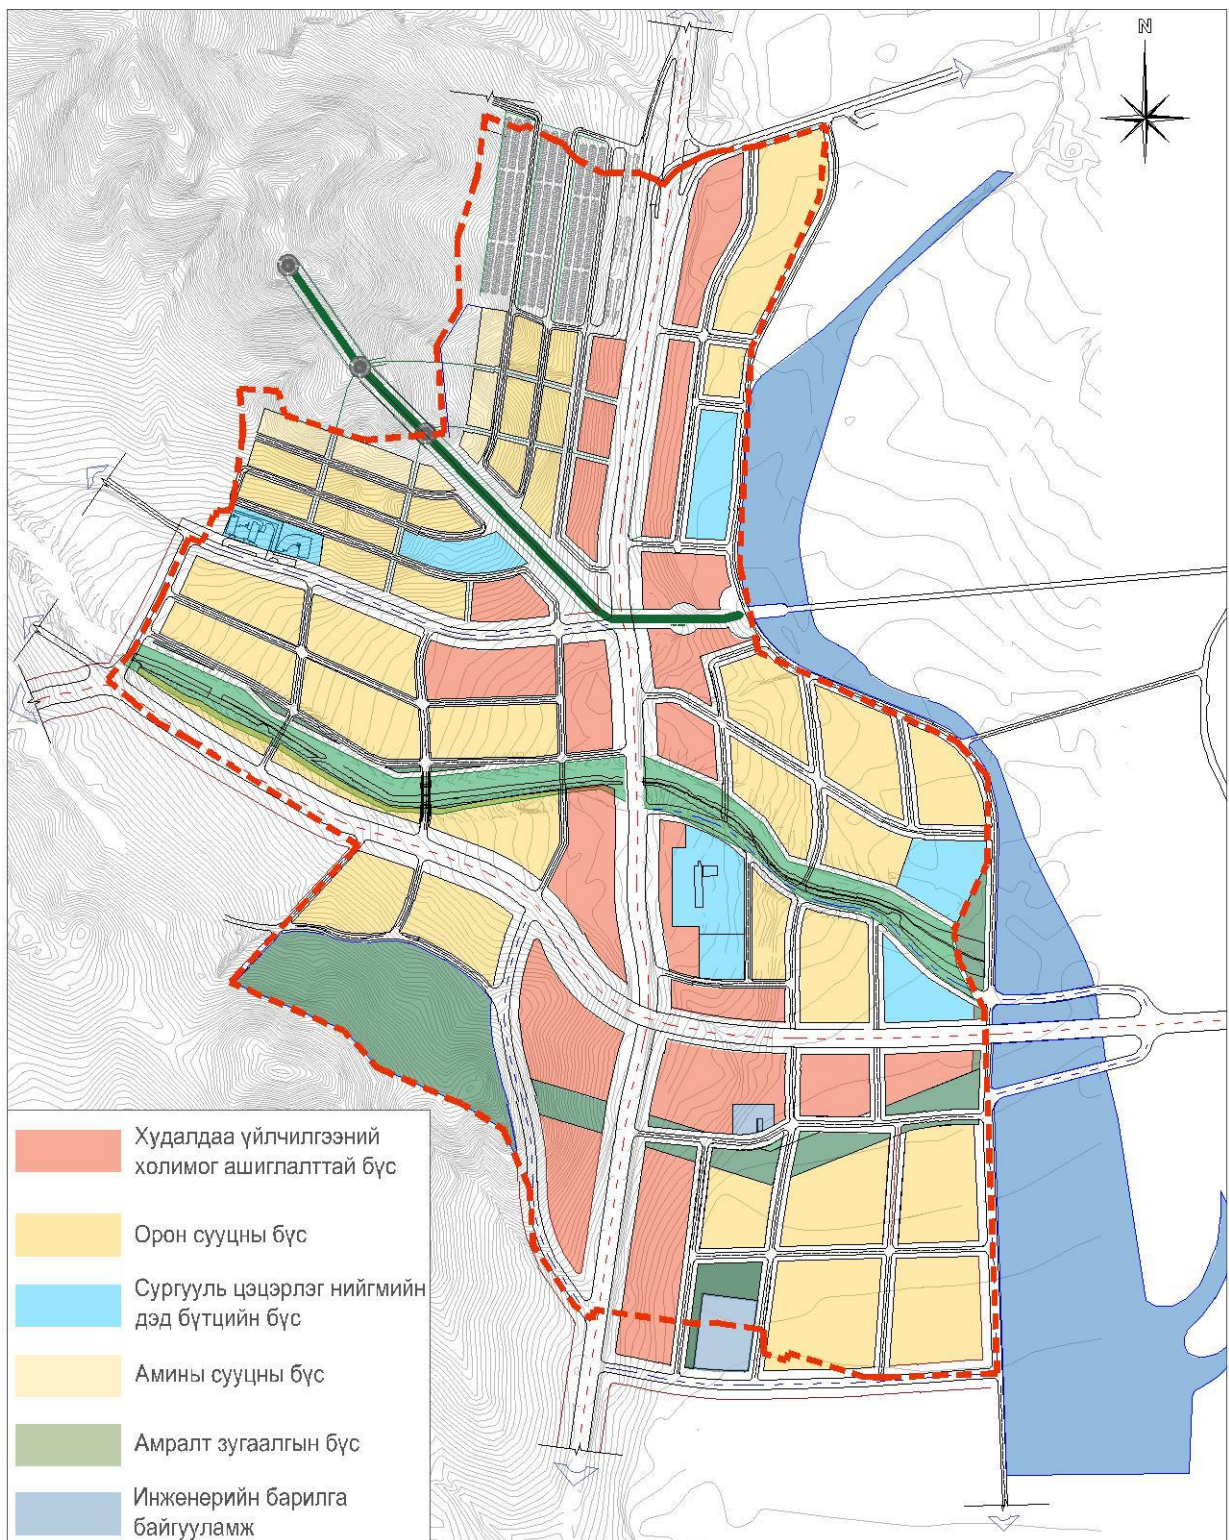 N
Худалдаа үйлчилгээний
холимог ашиглалттай бүс
Орон сууцны бүс
Сургууль цэцэрлэг нийгмийн
дэд бүтцийн бүс
Амины сууцны бүс
Амралт зугаалгын бүс
Инженерийн барилга
байгууламж